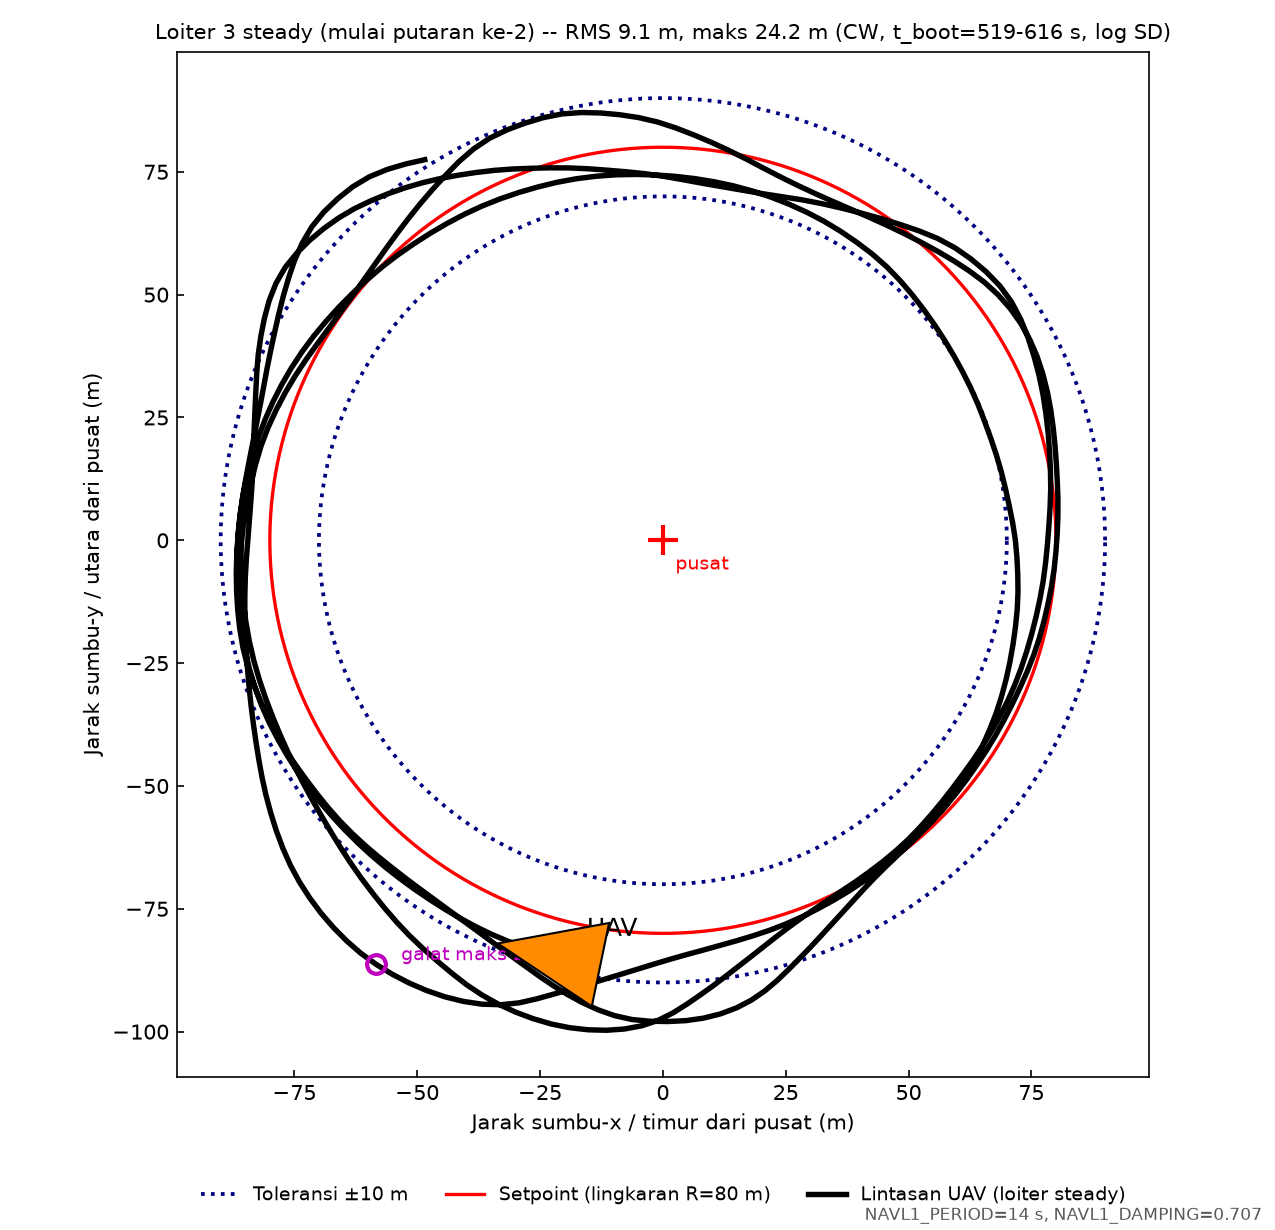 Loiter 3 steady (mulai putaran ke-2) -- RMS 9.1 m, maks 24.2 m (CW, t_boot=519-616 s, log SD)
Jarak sumbu-y / utara dari pusat (m)
75
50
25
0
−25
−50
−75
−100
pusat
UAV
galat maks
−75
−50
−25
0
25
50
75
Jarak sumbu-x / timur dari pusat (m)
Toleransi ±10 m
Setpoint (lingkaran R=80 m)
Lintasan UAV (loiter steady)
NAVL1_PERIOD=14 s, NAVL1_DAMPING=0.707